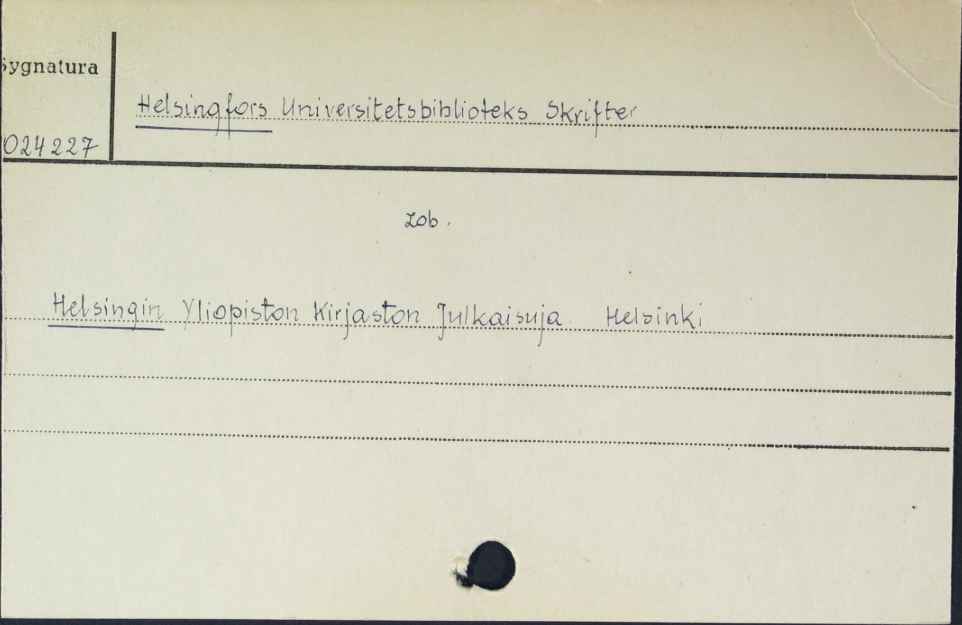 Sygnatura
Helsingfors Universitetsbiblioteks Skrifter
024227
zob.
Helsingin Yliopiston Kirjaston Julkaisuja Helsinki